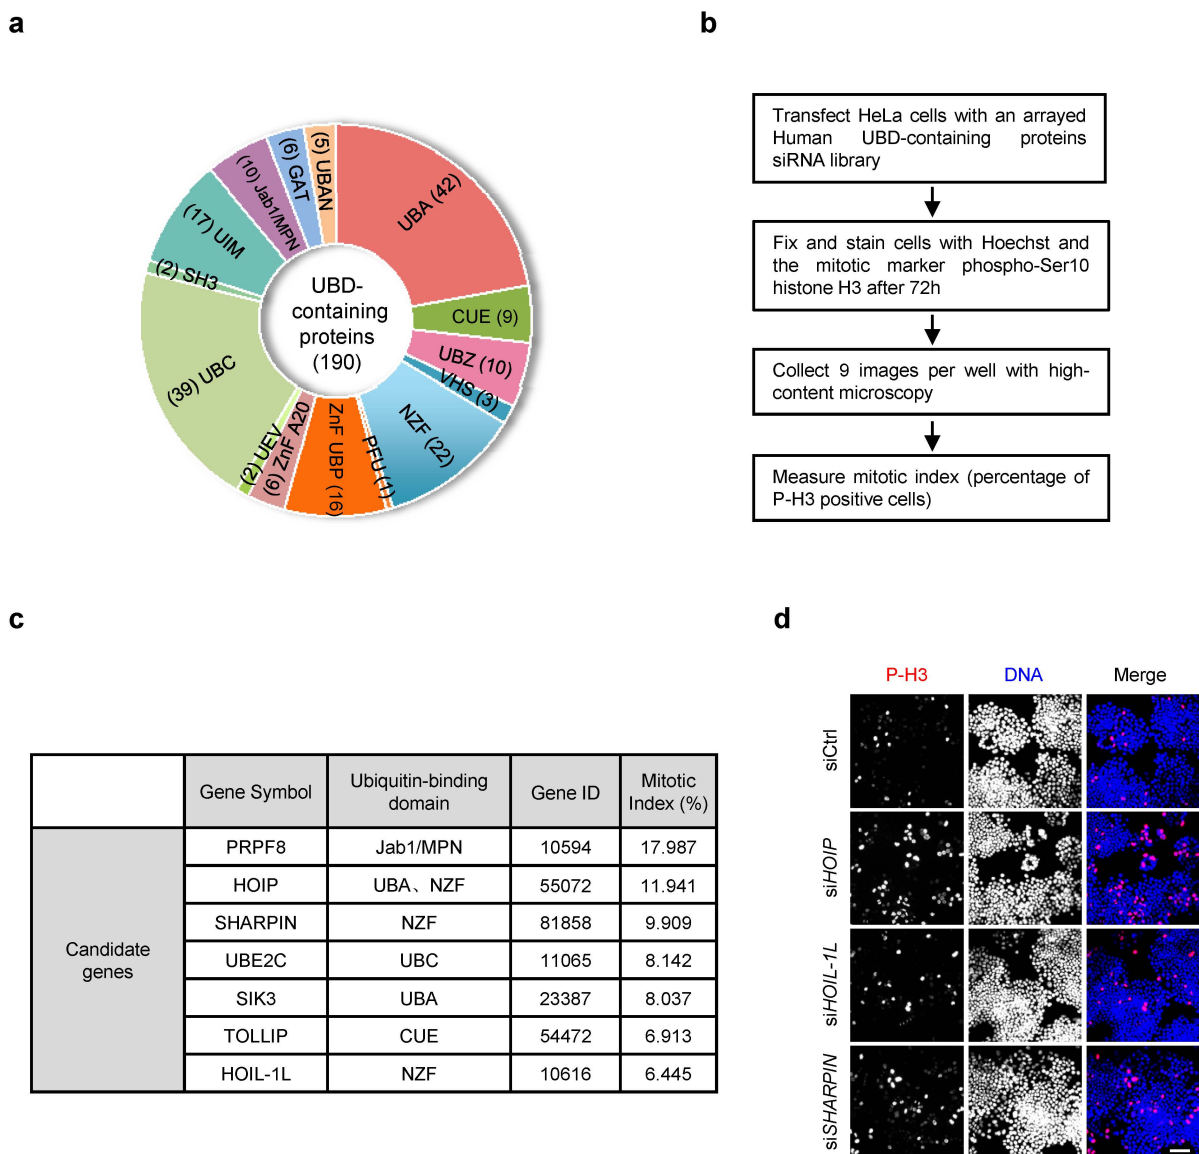 a
UBA (42)
CUE (9)
UBZ (10)
VHS (3)
NZF (22)
PFU (1)
ZnF UBP (16)
(6) ZnF A20
(2) UEV
(39) UBC
(2) SH3
(17) UIM
(10) Jab1/MPN
(6) GAT
(5) UBAN
UBD-
containing
proteins
(190)
b
Transfect HeLa cells with an arrayed
Human UBD-containing proteins
siRNA library
Fix and stain cells with Hoechst and
the mitotic marker phospho-Ser10
histone H3 after 72h
Collect 9 images per well with high-
content microscopy
Measure mitotic index (percentage of
P-H3 positive cells)
c
Gene Symbol Ubiquitin-binding domain Gene ID Mitotic Index (%)
Candidate genes
PRPF8 Jab1/MPN 10594 17.987
HOIP UBA、NZF 55072 11.941
SHARPIN NZF 81858 9.909
UBE2C UBC 11065 8.142
SIK3 UBA 23387 8.037
TOLLIP CUE 54472 6.913
HOIL-1L NZF 10616 6.445
d
P-H3 DNA Merge
siCtrl
siHOIP
siHOIL-1L
siSHARPIN